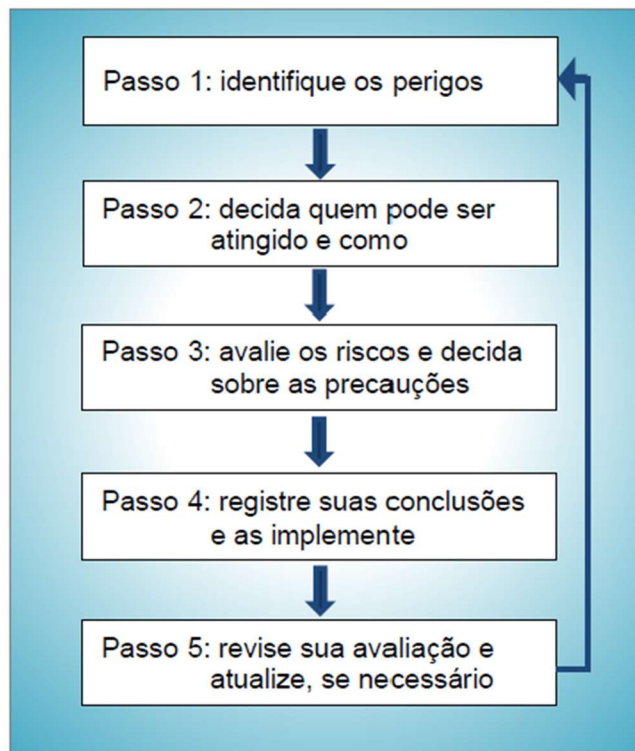 Passo 1: identifique os perigos
Passo 2: decida quem pode ser
atingido e como
Passo 3: avalie os riscos e decida
sobre as precauções
Passo 4: registre suas conclusões
e as implemente
Passo 5: revise sua avaliação e
atualize, se necessário